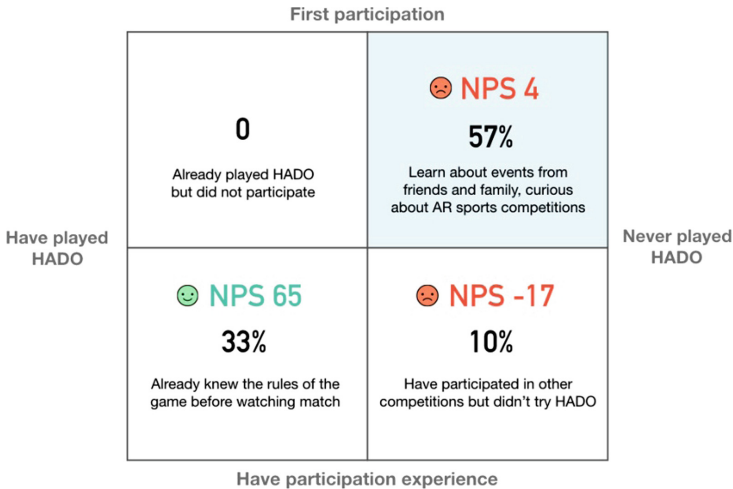 First participation
0
Already played HADO
but did not participate
NPS 4
57%
Learn about events from
friends and family, curious
about AR sports competitions
Have played
HADO
Never played
HADO
NPS 65
33%
Already knew the rules of the
game before watching match
NPS -17
10%
Have participated in other
competitions but didn't try HADO
Have participation experience